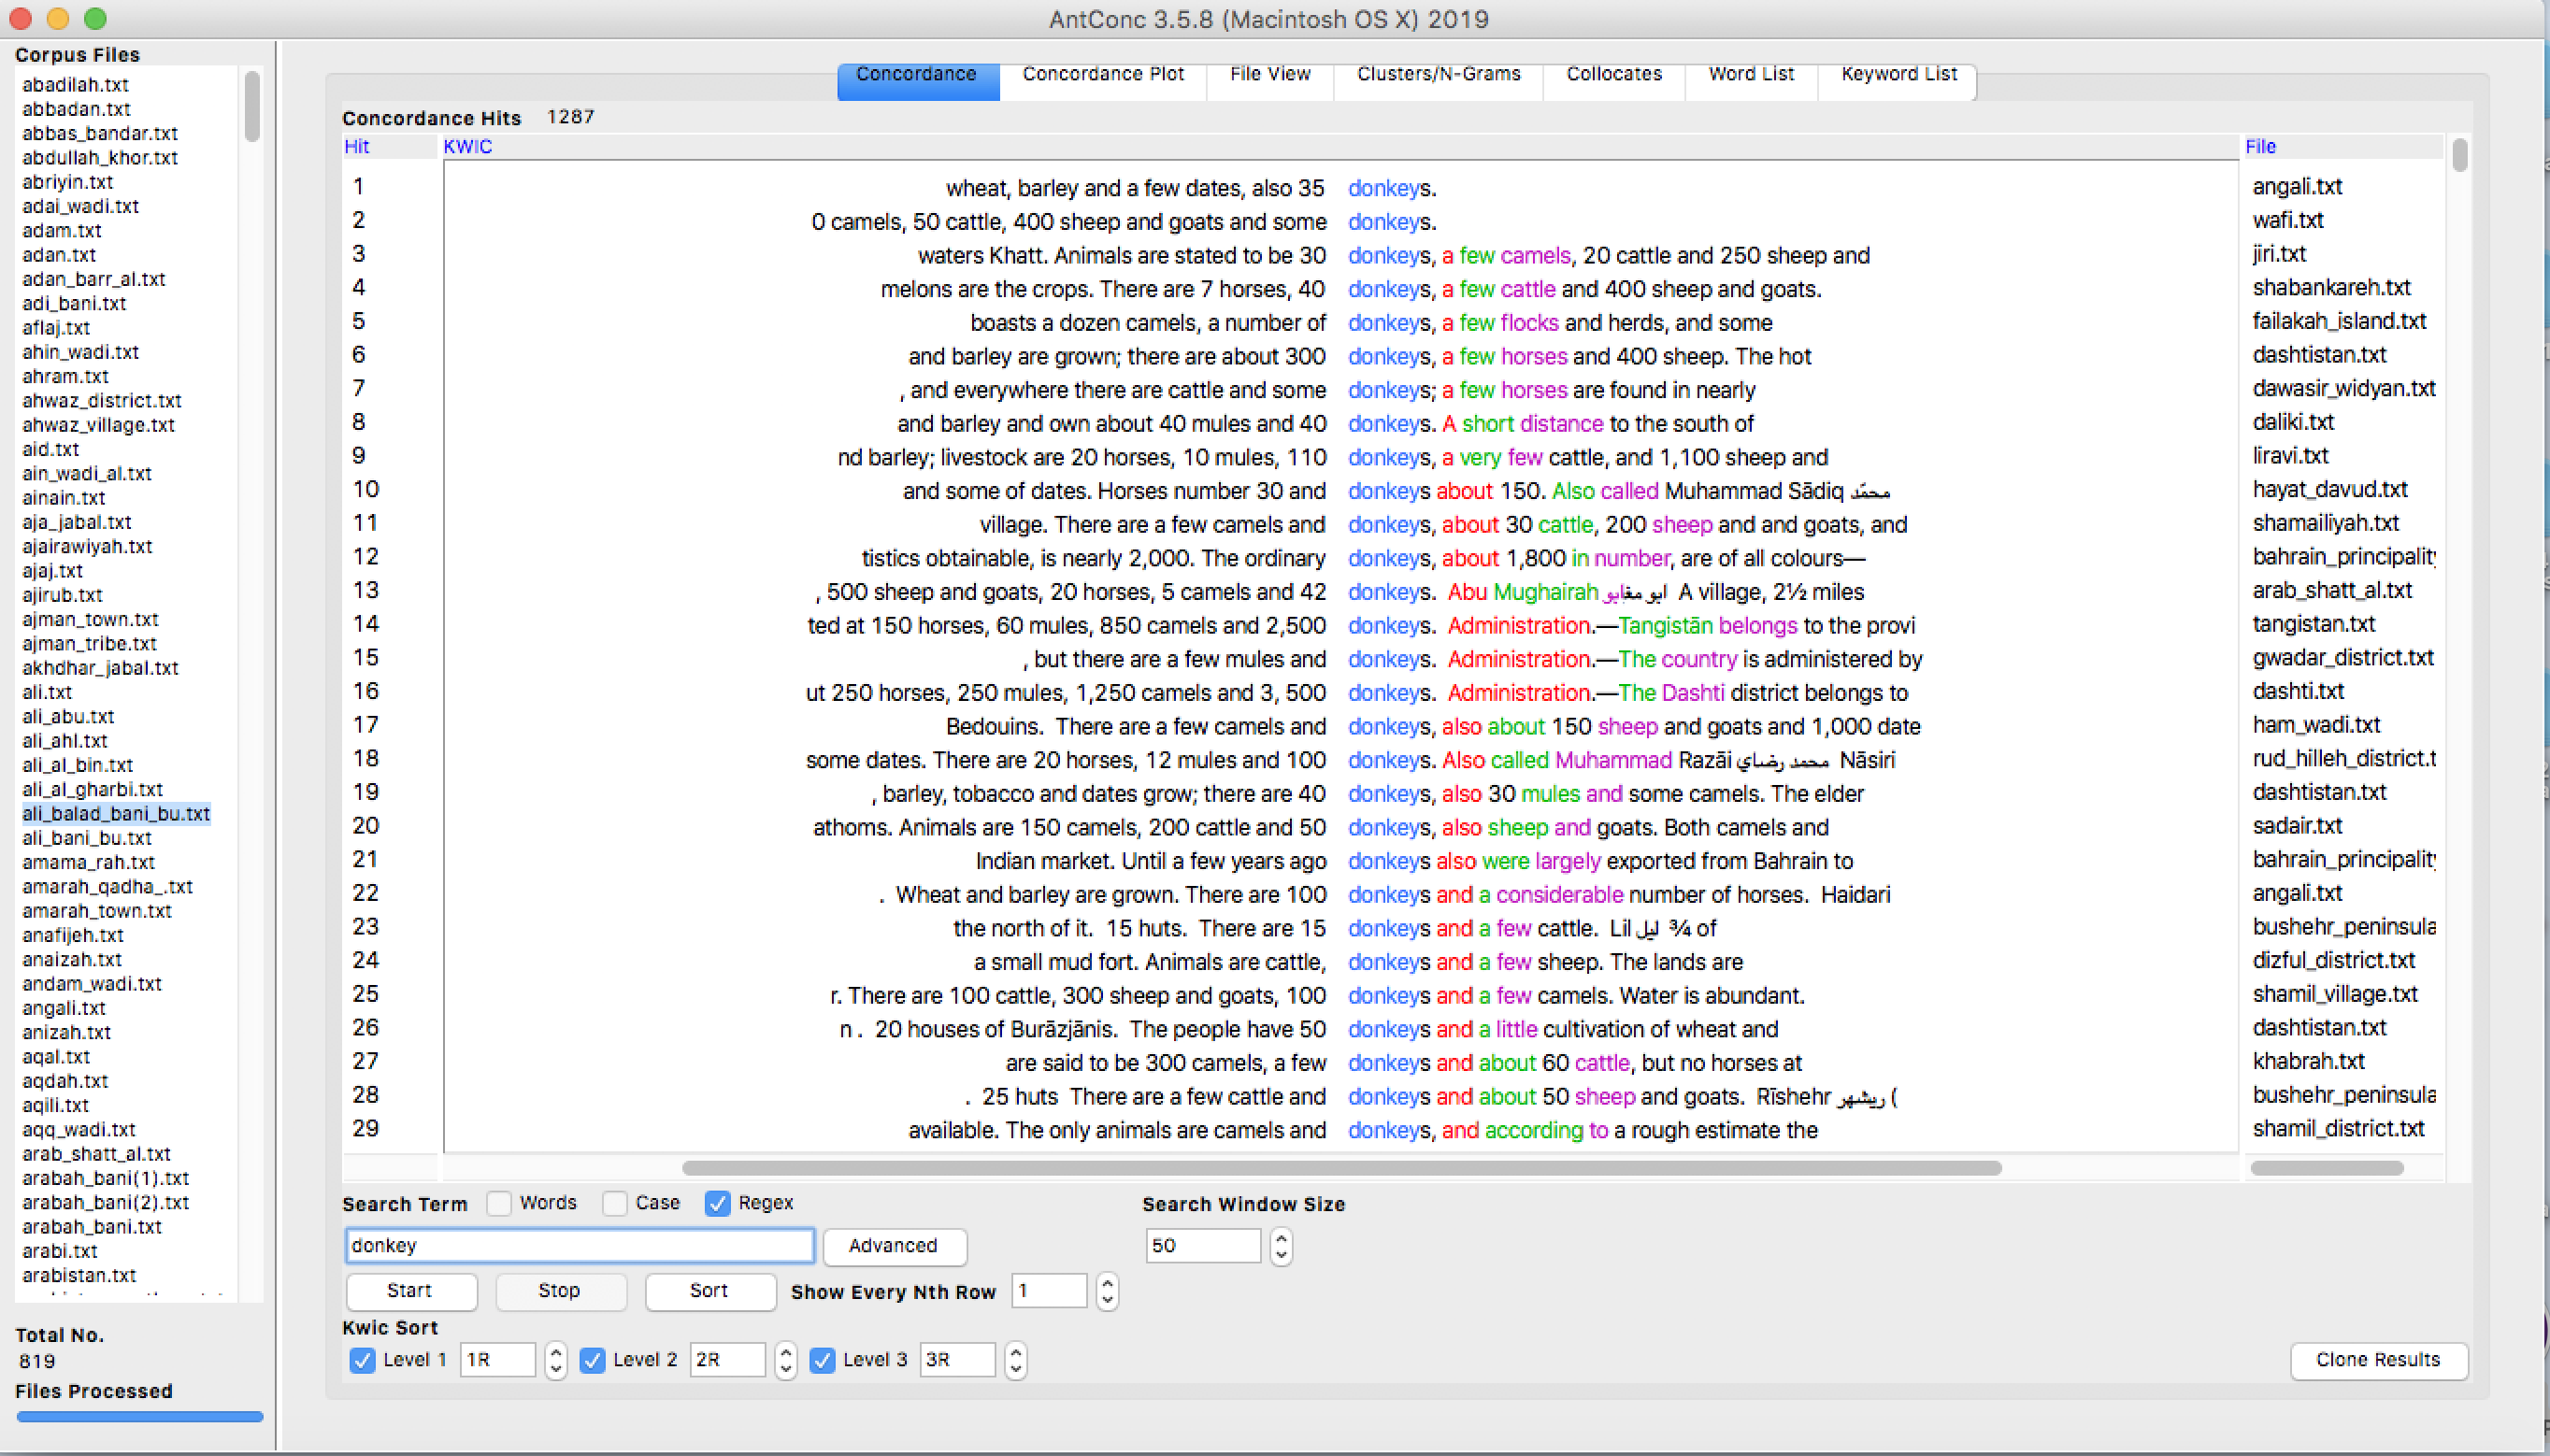 AntConc 3.5.8 (Macintosh OS X) 2019
Corpus Files
abadilah.txt
abbadan.txt
abbas_bandar.txt
abdullah_khor.txt
abriyin.txt
adai_wadi.txt
adam.txt
adan.txt
adan_barr_al.txt
adi_bani.txt
aflaj.txt
ahin_wadi.txt
ahram.txt
ahwaz_district.txt
ahwaz_village.txt
aid.txt
ain_wadi_al.txt
ainain.txt
aja_jabal.txt
ajairawiyah.txt
ajaj.txt
ajirub.txt
ajman_town.txt
ajman_tribe.txt
akhdhar_jabal.txt
ali.txt
ali_abu.txt
ali_ahl.txt
ali_al_bin.txt
ali_al_gharbi.txt
ali_balad_bani_bu.txt
ali_bani_bu.txt
amama_rah.txt
amarah_qadha_.txt
amarah_town.txt
anafijeh.txt
anaizah.txt
andam_wadi.txt
angali.txt
anizah.txt
aqal.txt
aqdah.txt
aqili.txt
aqq_wadi.txt
arab_shatt_al.txt
arabah_bani(1).txt
arabah_bani(2).txt
arabah_bani.txt
arabi.txt
arabistan.txt
Total No.
819
Files Processed
Concordance Concordance Plot File View Clusters/N-Grams Collocates Word List Keyword List
Concordance Hits 1287
Hit KWIC File
1 wheat, barley and a few dates, also 35 donkeys. angali.txt
2 0 camels, 50 cattle, 400 sheep and goats and some donkeys. wafi.txt
3 waters Khatt. Animals are stated to be 30 donkeys, a few camels, 20 cattle and 250 sheep and jiri.txt
4 melons are the crops. There are 7 horses, 40 donkeys, a few cattle and 400 sheep and goats. shabankareh.txt
5 boasts a dozen camels, a number of donkeys, a few flocks and herds, and some failakah_island.txt
6 and barley are grown; there are about 300 donkeys, a few horses and 400 sheep. The hot dashtistan.txt
7 , and everywhere there are cattle and some donkeys; a few horses are found in nearly dawasir_widyan.txt
8 and barley and own about 40 mules and 40 donkeys. A short distance to the south of daliki.txt
9 nd barley; livestock are 20 horses, 10 mules, 110 donkeys, a very few cattle, and 1,100 sheep and liravi.txt
10 and some of dates. Horses number 30 and donkeys about 150. Also called Muhammad Sādiq محمّد hayat_davud.txt
11 village. There are a few camels and donkeys, about 30 cattle, 200 sheep and and goats, and shamailiyah.txt
12 tistics obtainable, is nearly 2,000. The ordinary donkeys, about 1,800 in number, are of all colours— bahrain_principality
13 , 500 sheep and goats, 20 horses, 5 camels and 42 donkeys. Abu Mughairah ابو A village, 2½ miles arab_shatt_al.txt
14 ted at 150 horses, 60 mules, 850 camels and 2,500 donkeys. Administration.—Tangistān belongs to the provi tangistan.txt
15 , but there are a few mules and donkeys. Administration.—The country is administered by gwadar_district.txt
16 ut 250 horses, 250 mules, 1,250 camels and 3, 500 donkeys. Administration.—The Dashti district belongs to dashti.txt
17 Bedouins. There are a few camels and donkeys, also about 150 sheep and goats and 1,000 date ham_wadi.txt
18 some dates. There are 20 horses, 12 mules and 100 donkeys. Also called Muhammad Razāi محمد رضاي Nāsiri rud_hilleh_district.t
19 , barley, tobacco and dates grow; there are 40 donkeys, also 30 mules and some camels. The elder dashtistan.txt
20 athoms. Animals are 150 camels, 200 cattle and 50 donkeys, also sheep and goats. Both camels and sadair.txt
21 Indian market. Until a few years ago donkeys also were largely exported from Bahrain to bahrain_principality
22 . Wheat and barley are grown. There are 100 donkeys and a considerable number of horses. Haidari angali.txt
23 the north of it. 15 huts. There are 15 donkeys and a few cattle. Lil ليل ¾ of bushehr_peninsula
24 a small mud fort. Animals are cattle, donkeys and a few sheep. The lands are dizful_district.txt
25 r. There are 100 cattle, 300 sheep and goats, 100 donkeys and a few camels. Water is abundant. shamil_village.txt
26 n . 20 houses of Burāzjānis. The people have 50 donkeys and a little cultivation of wheat and dashtistan.txt
27 are said to be 300 camels, a few donkeys and about 60 cattle, but no horses at khabrah.txt
28 . 25 huts There are a few cattle and donkeys and about 50 sheep and goats. Rīshehr ريشهر ( bushehr_peninsula
29 available. The only animals are camels and donkeys, and according to a rough estimate the shamil_district.txt
Search Term Words Case Regex Search Window Size
donkey Advanced 50
Start Stop Sort Show Every Nth Row 1
Kwic Sort
Level 1 1R Level 2 2R Level 3 3R Clone Results